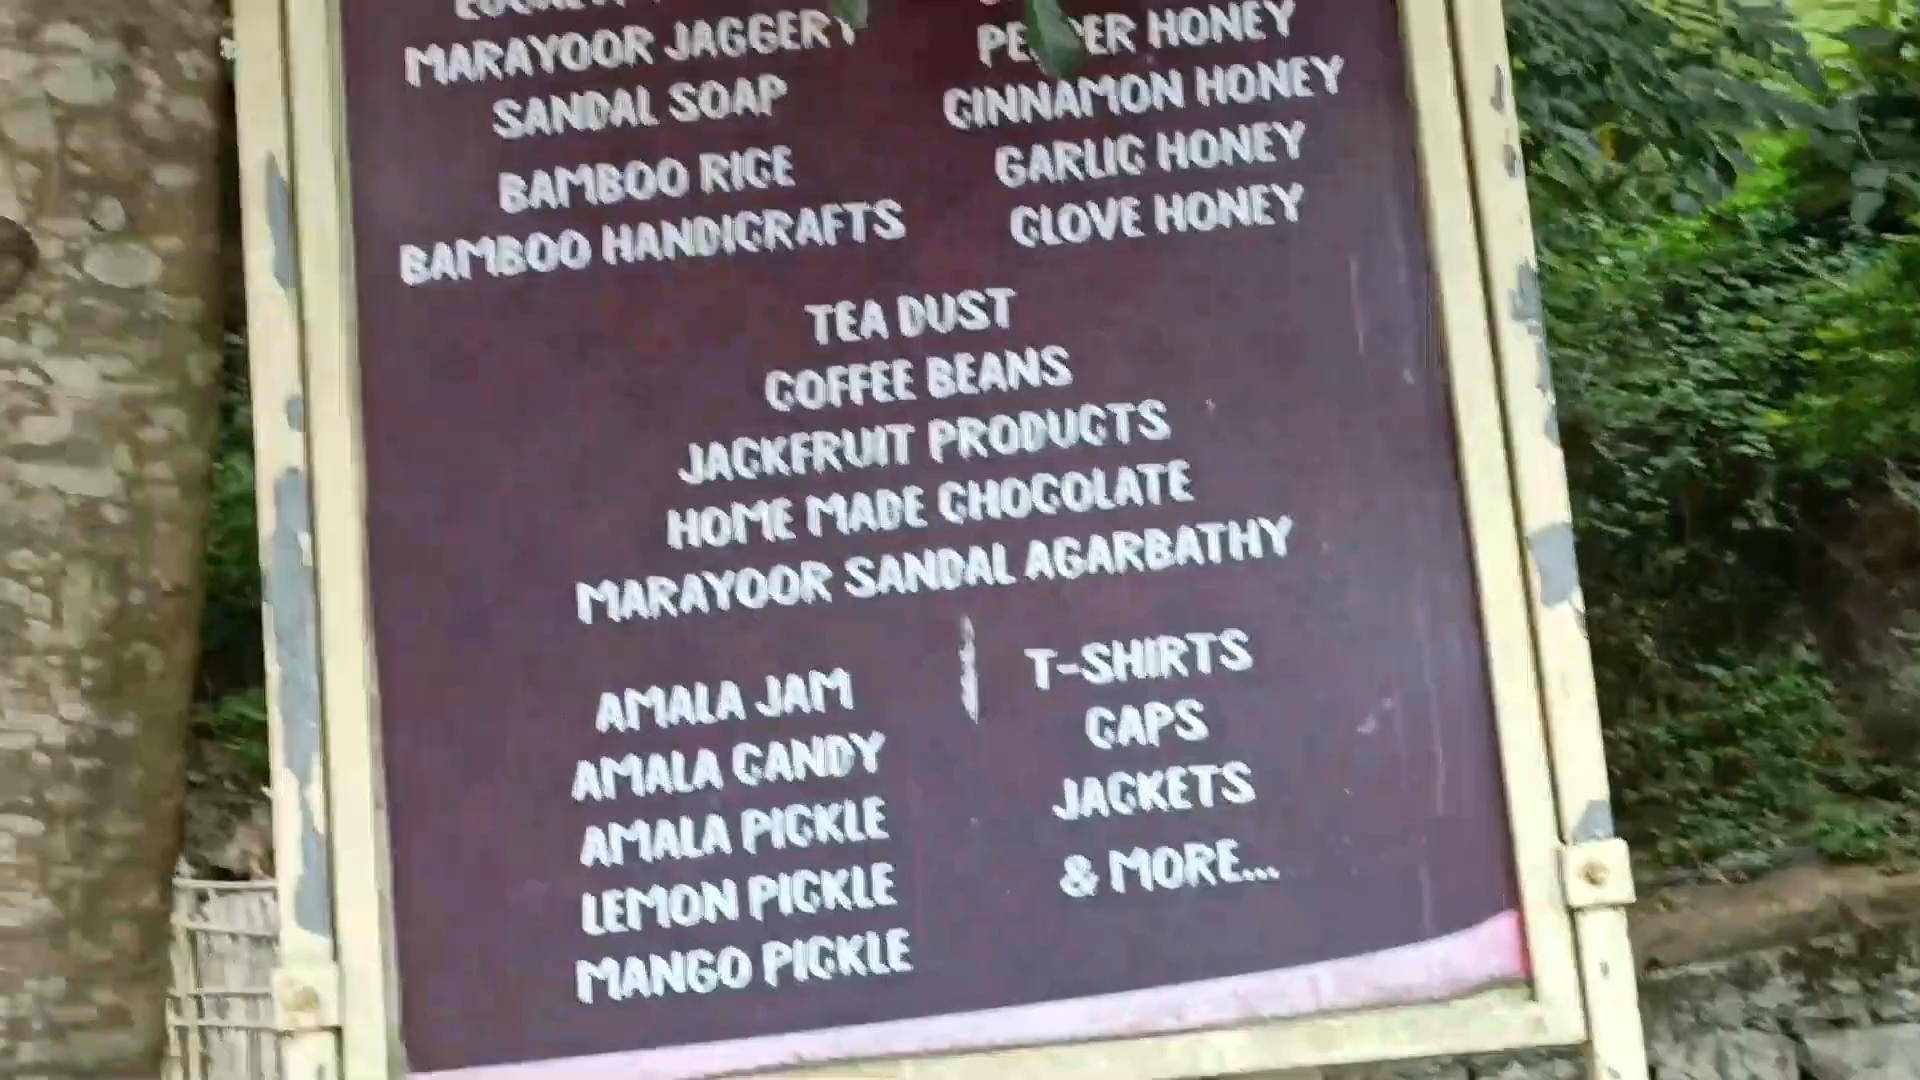 MARAYOOR JAGGERY
SANDAL SOAP
BAMBOO RICE
BAMBOO HANDICRAFTS
PEPPER HONEY
CINNAMON HONEY
GARLIC HONEY
CLOVE HONEY
TEA DUST
COFFEE BEANS
JACKFRUIT PRODUCTS
HOME MADE CHOCOLATE
MARAYOOR SANDAL AGARBATHY
AMALA JAM
AMALA CANDY
AMALA PICKLE
LEMON PICKLE
MANGO PICKLE
T-SHIRTS
CAPS
JACKETS
& MORE...